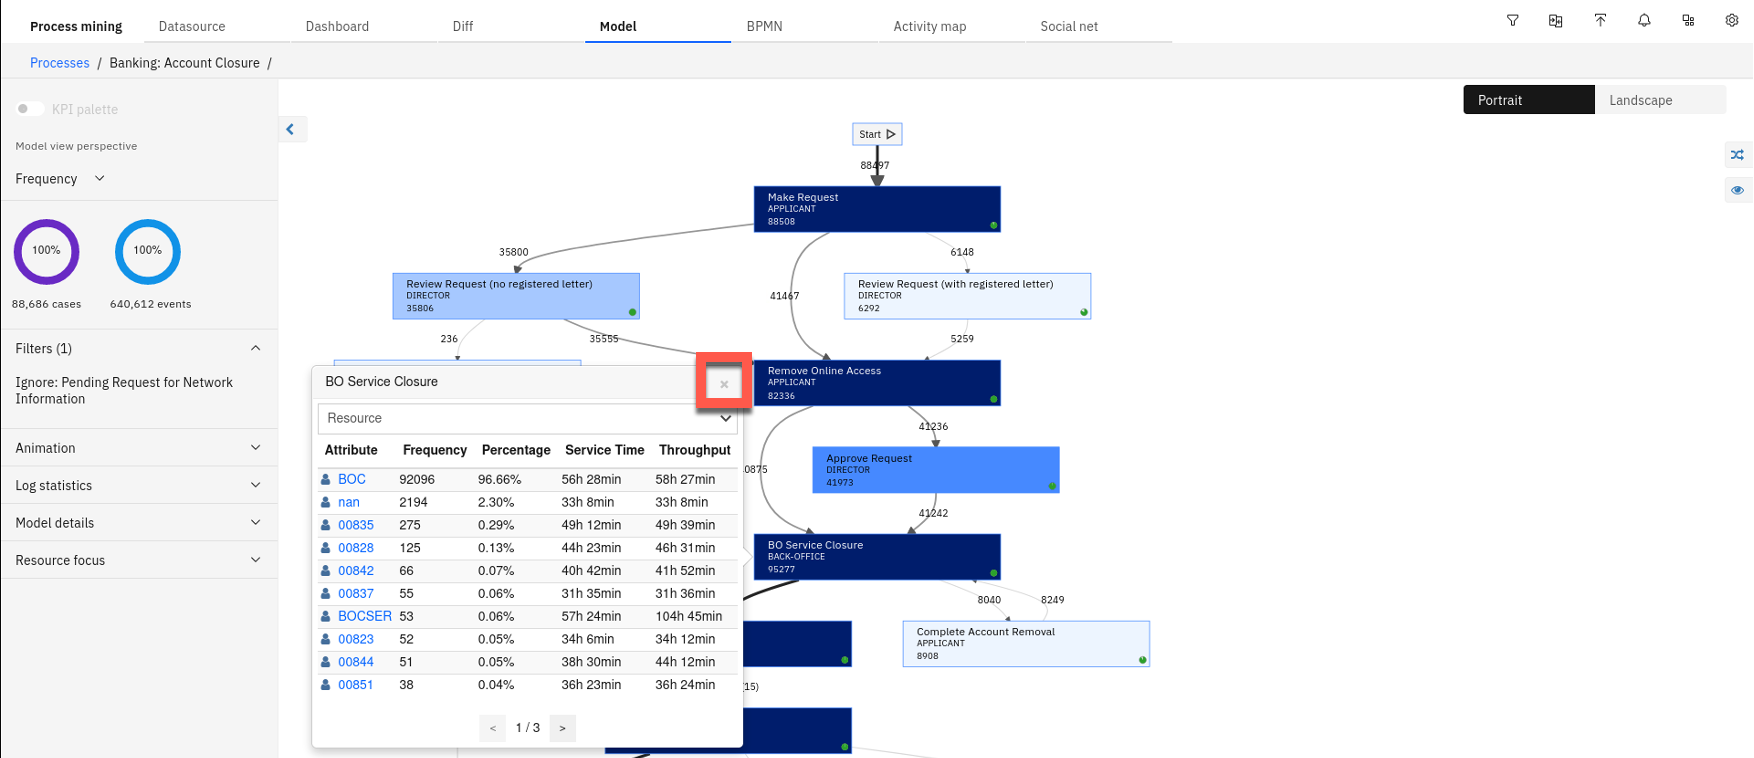 Process mining
Datasource
Dashboard
Diff
Model
BPMN
Activity map
Social net
Processes / Banking: Account Closure /
KPI palette
Model view perspective
Frequency
100%
100%
88,686 cases
640,612 events
Filters (1)
Ignore: Pending Request for Network
Information
Animation
Log statistics
Model details
Resource focus
Portrait
Landscape
Start
88497
Make Request
APPLICANT
88508
35800
6148
41467
Review Request (no registered letter)
DIRECTOR
35806
Review Request (with registered letter)
DIRECTOR
6292
236
35555
5259
Remove Online Access
APPLICANT
82336
41236
0875
Approve Request
DIRECTOR
41973
41242
BO Service Closure
BACK-OFFICE
95277
8040
8249
Complete Account Removal
APPLICANT
8908
(15)
BO Service Closure
×
Resource
Attribute Frequency Percentage Service Time Throughput
BOC 92096 96.66% 56h 28min 58h 27min
nan 2194 2.30% 33h 8min 33h 8min
00835 275 0.29% 49h 12min 49h 39min
00828 125 0.13% 44h 23min 46h 31min
00842 66 0.07% 40h 42min 41h 52min
00837 55 0.06% 31h 35min 31h 36min
BOCSER 53 0.06% 57h 24min 104h 45min
00823 52 0.05% 34h 6min 34h 12min
00844 51 0.05% 38h 30min 44h 12min
00851 38 0.04% 36h 23min 36h 24min
< 1 / 3 >